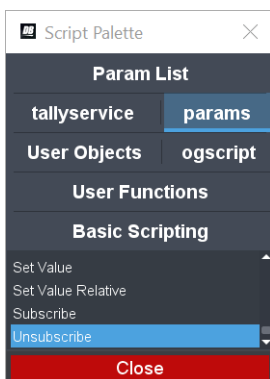 DB Script Palette
Param List
tallyservice params
User Objects ogscript
User Functions
Basic Scripting
Set Value
Set Value Relative
Subscribe
Unsubscribe
Close